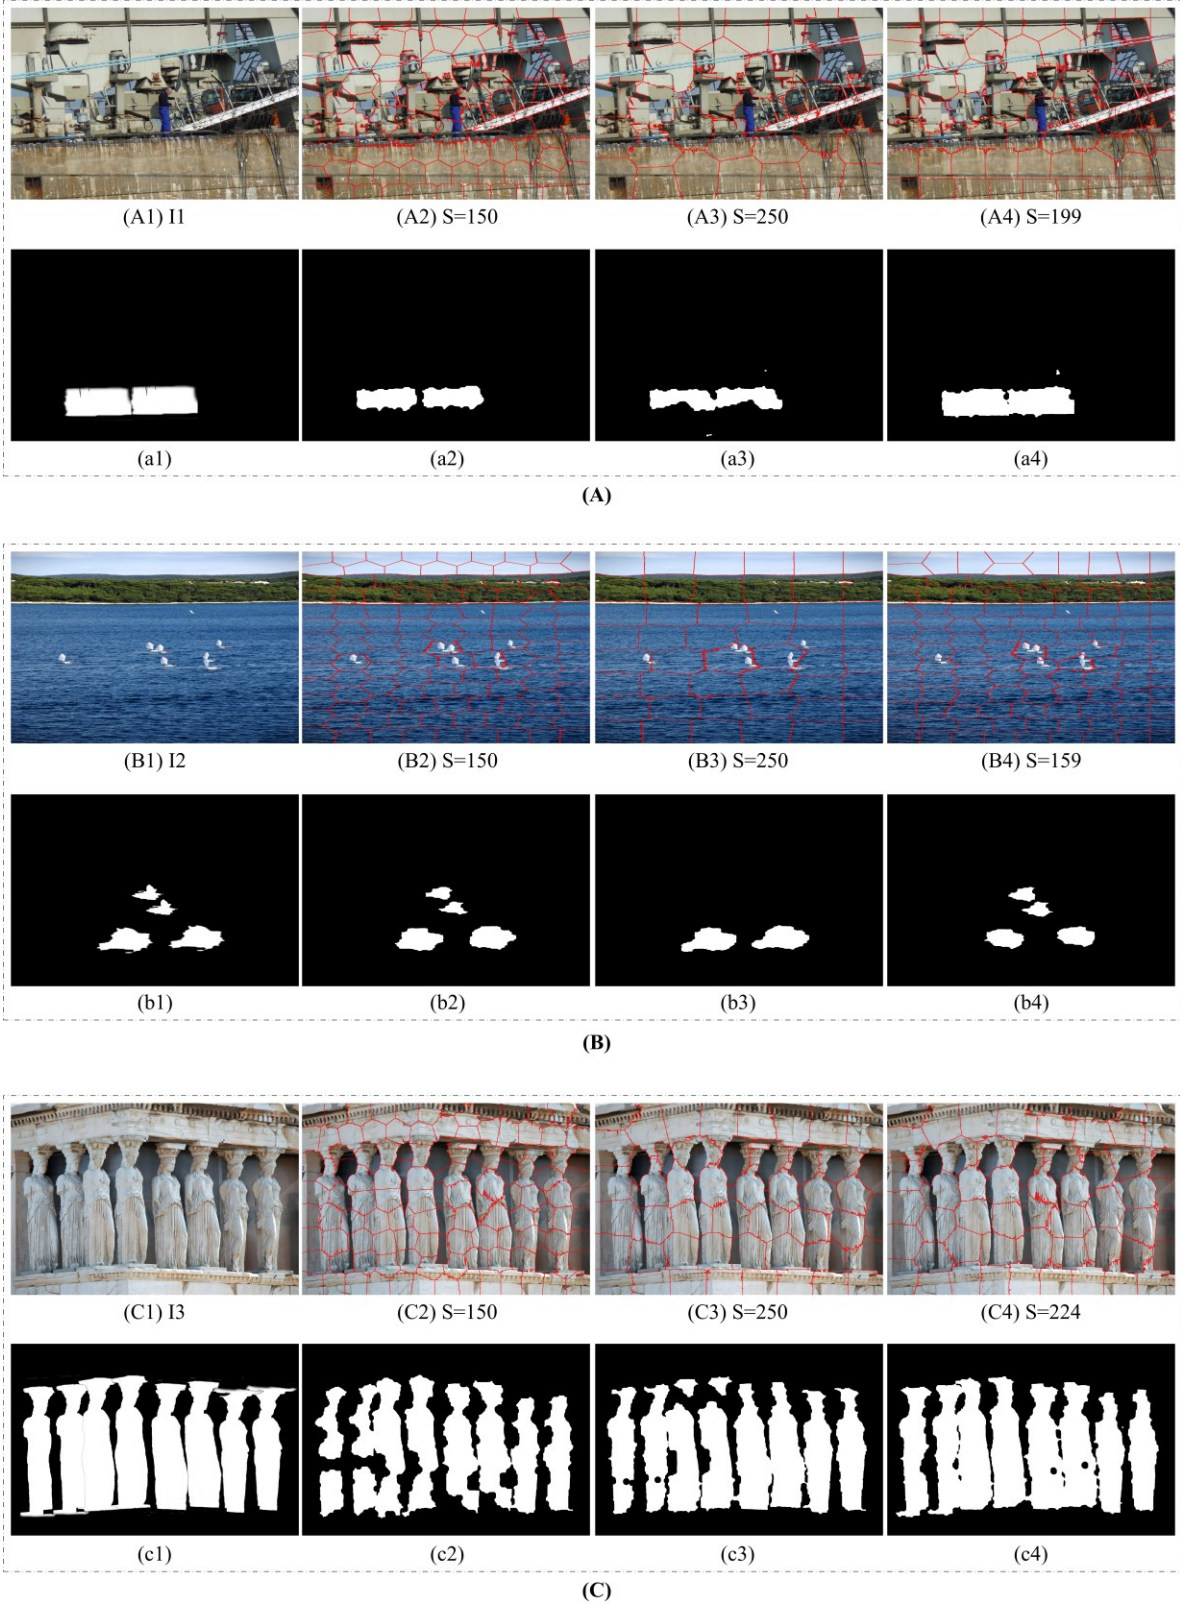 (A1) I1 (A2) S=150 (A3) S=250 (A4) S=199
(a1) (a2) (a3) (a4)
(A)
(B1) I2 (B2) S=150 (B3) S=250 (B4) S=159
(b1) (b2) (b3) (b4)
(B)
(C1) I3 (C2) S=150 (C3) S=250 (C4) S=224
(c1) (c2) (c3) (c4)
(C)